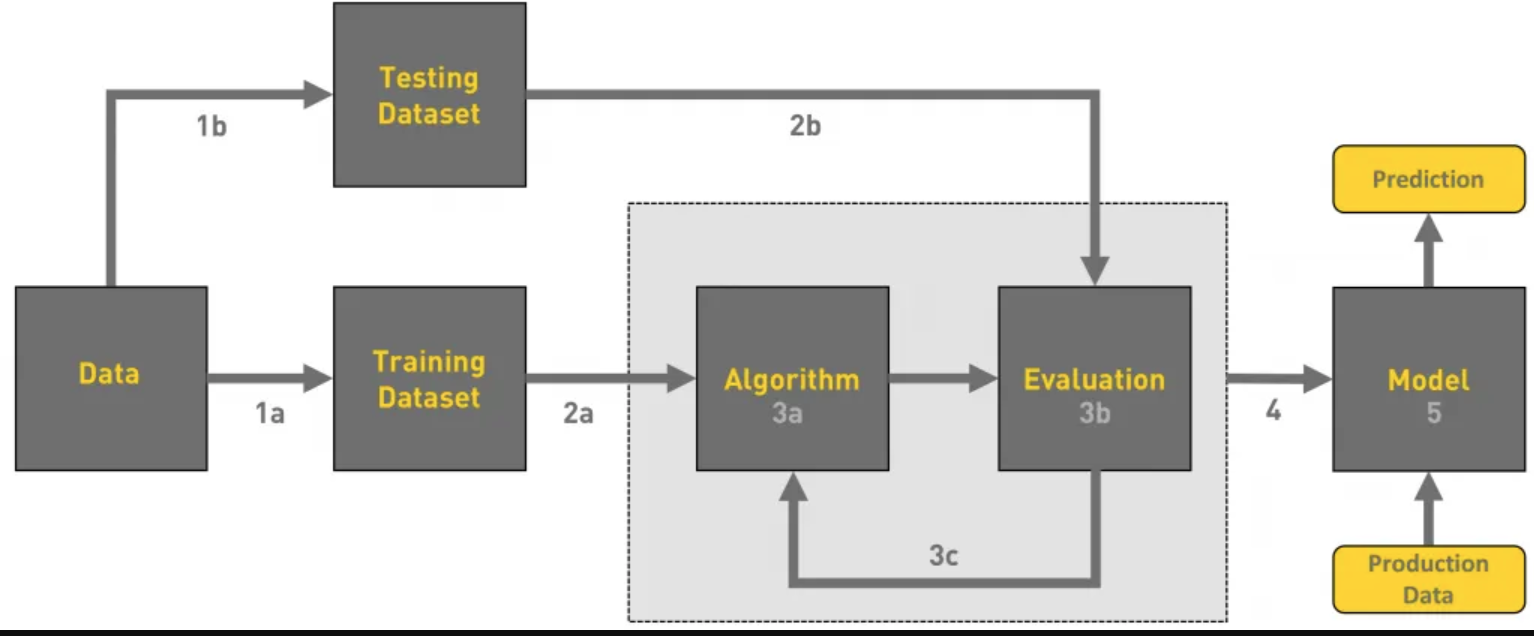 Testing
Dataset
1b
2b
Prediction
Data
Training
Dataset
Algorithm
3a
Evaluation
3b
Model
5
1a
2a
4
3c
Production
Data